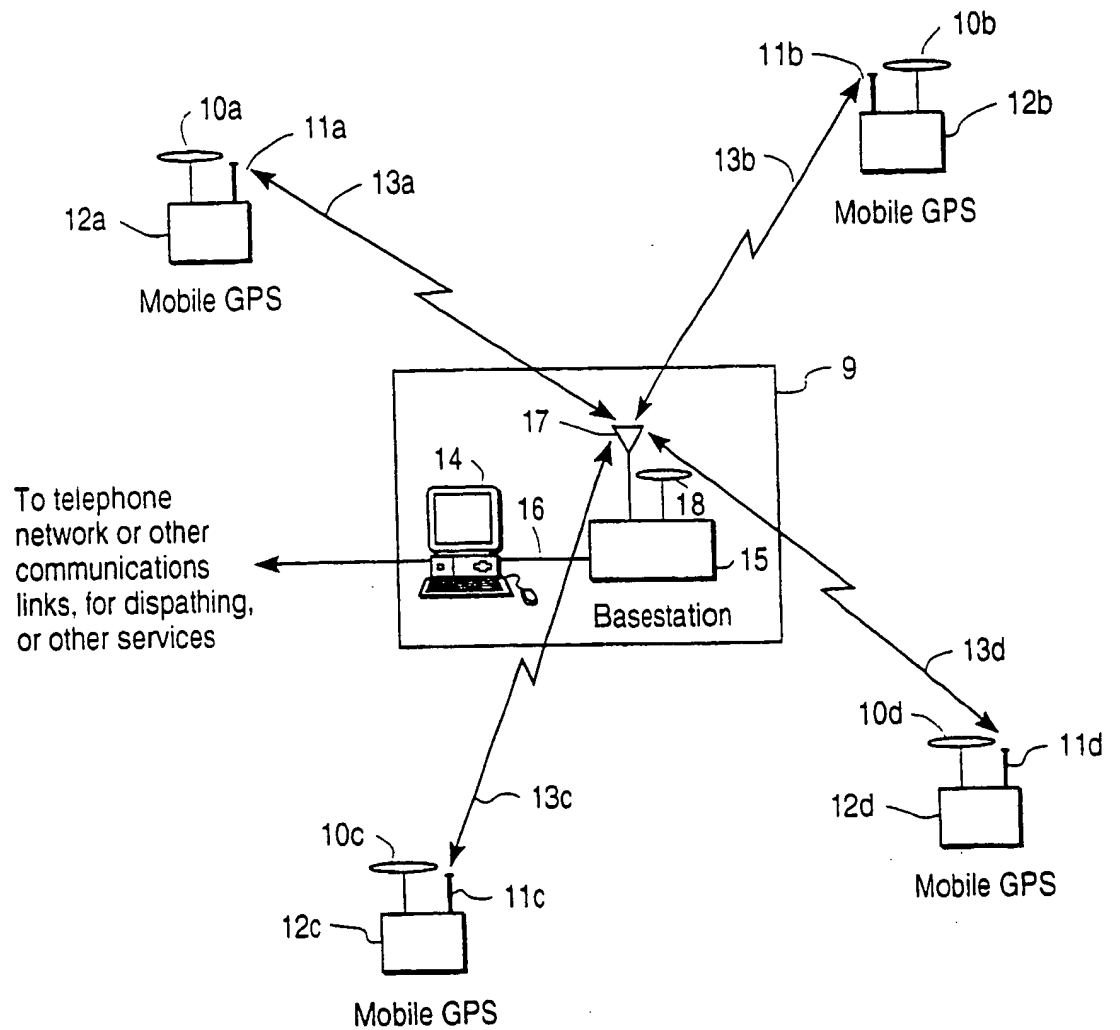 10b
11b
10a
11a
12b
13b
13a
12a
Mobile GPS
Mobile GPS
9
17
14
To telephone
network or other
communications
links, for dispathing,
or other services
16
18
15
Basestation
13d
10d
11d
13c
12d
10c
11c
Mobile GPS
12c
Mobile GPS